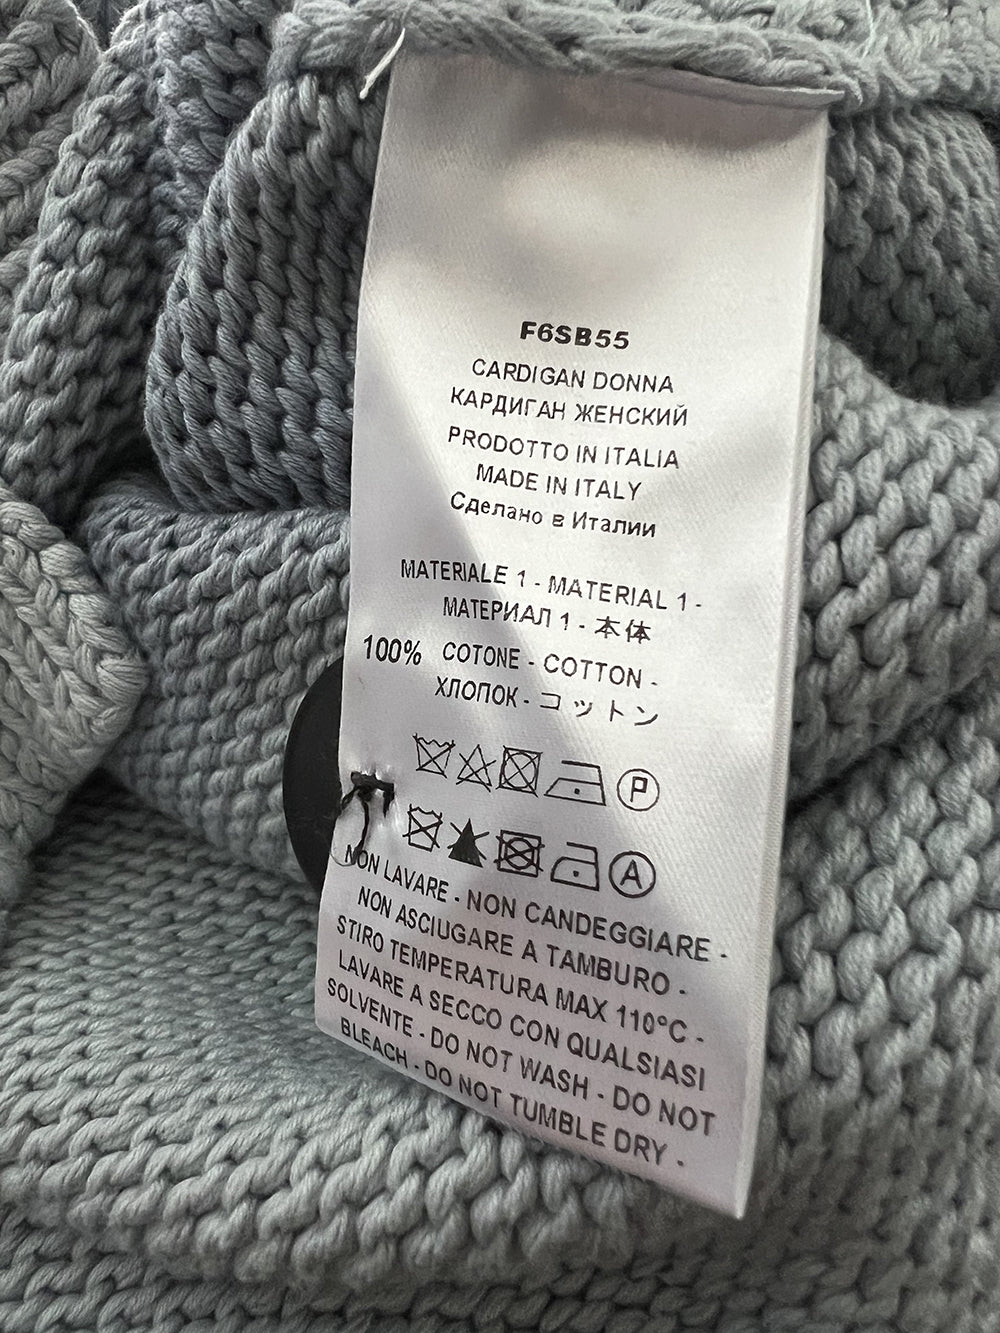 F6SB55
CARDIGAN DONNA
КАРДИГАН ЖЕНСКИЙ
PRODOTTO IN ITALIA
MADE IN ITALY
Сделано в Италии
MATERIALE 1 - MATERIAL 1 -
МАТЕРИАЛ 1 - 本体
100% COTONE - COTTON -
ХЛОПОК - コットン
P
A
NON LAVARE - NON CANDEGGIARE -
NON ASCIUGARE A TAMBURO -
STIRO TEMPERATURA MAX 110°C -
LAVARE A SECCO CON QUALSIASI
SOLVENTE - DO NOT WASH - DO NOT
BLEACH - DO NOT TUMBLE DRY -